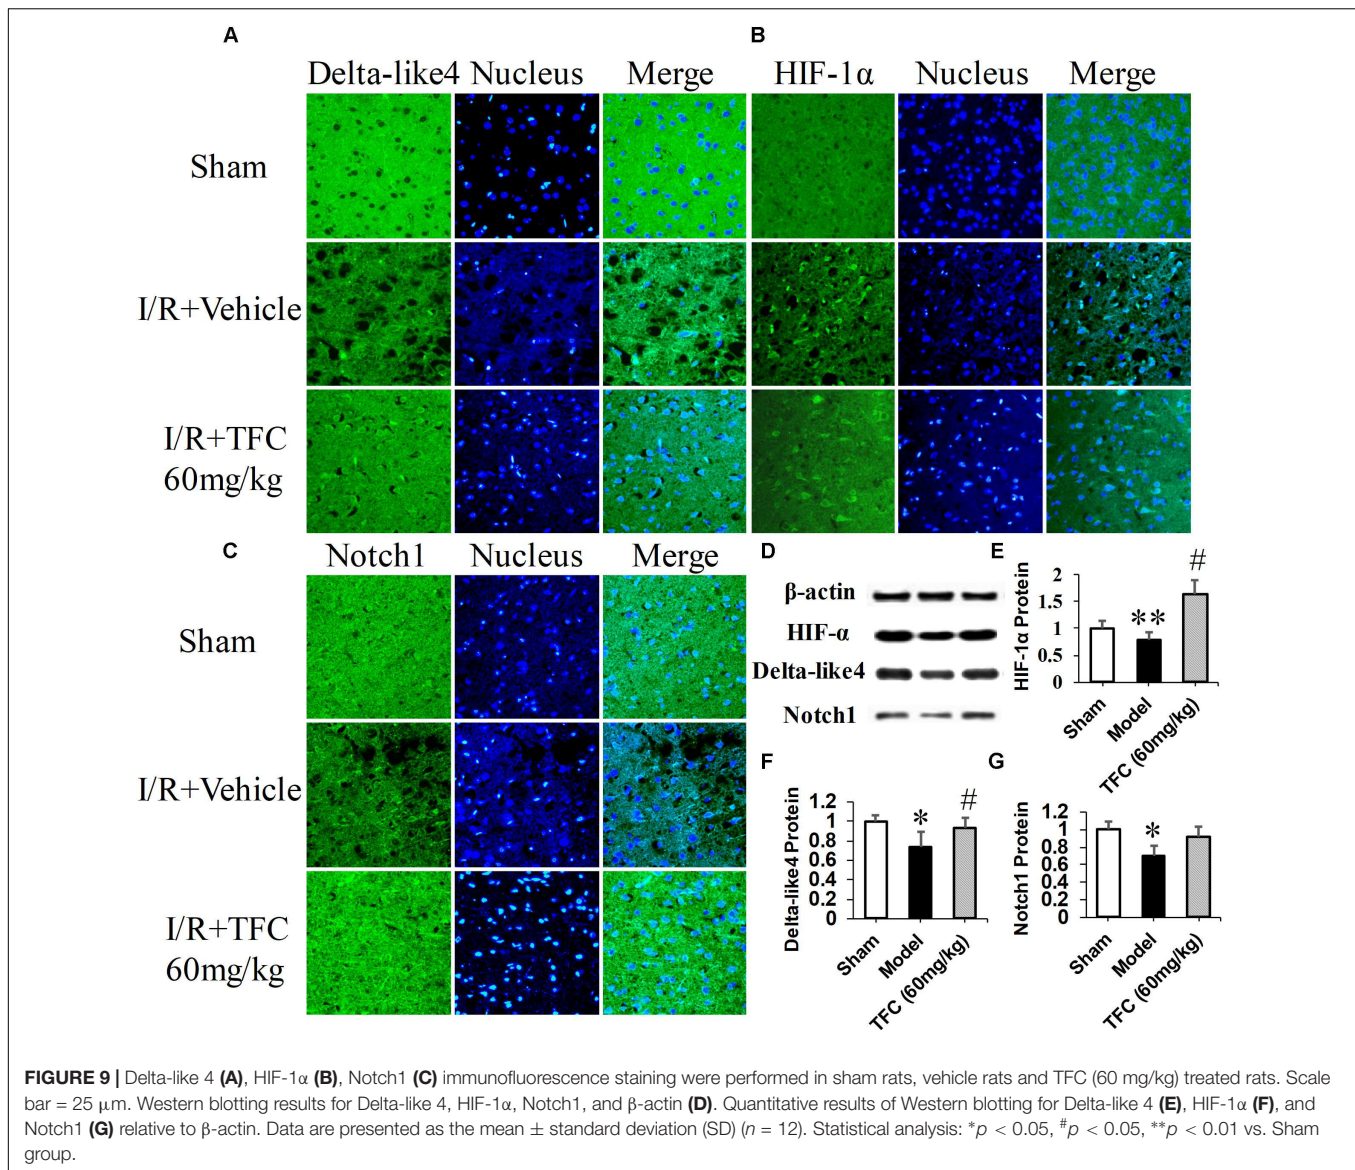 A
B
Delta-like4 Nucleus Merge HIF-1α Nucleus Merge
Sham
I/R+Vehicle
I/R+TFC
60mg/kg
C
Notch1 Nucleus Merge
Sham
I/R+Vehicle
I/R+TFC
60mg/kg
D
β-actin
HIF-α
Delta-like4
Notch1
E
HIF-1α Protein
2
1.5
1
0.5
0
**
#
Sham
Model
TFC (60mg/kg)
F
Delta-like4 Protein
1.2
1
0.8
0.6
0.4
0.2
0
*
#
Sham
Model
TFC (60mg/kg)
G
Notch1 Protein
1.2
1
0.8
0.6
0.4
0.2
0
*
Sham
Model
TFC (60mg/kg)
FIGURE 9 | Delta-like 4 (A), HIF-1α (B), Notch1 (C) immunofluorescence staining were performed in sham rats, vehicle rats and TFC (60 mg/kg) treated rats. Scale
bar = 25 μm. Western blotting results for Delta-like 4, HIF-1α, Notch1, and β-actin (D). Quantitative results of Western blotting for Delta-like 4 (E), HIF-1α (F), and
Notch1 (G) relative to β-actin. Data are presented as the mean ± standard deviation (SD) (n = 12). Statistical analysis: *p < 0.05, #p < 0.05, **p < 0.01 vs. Sham
group.